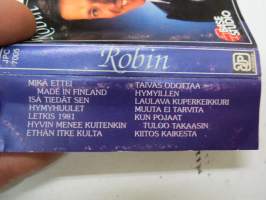 Robin
MIKÄ ETTEI
MADE IN FINLAND
ISÄ TIEDÄT SEN
HYMYHUULET
LETKIS 1981
HYVIN MENEE KUITENKIN
ETHÄN ITKE KULTA
TAIVAS ODOTTAA
HYMYILLEN
LAULAVA KUPERKEIKKURI
MUUTA EI TARVITA
KUN POJAAT
TULOO TAKAASIN
KIITOS KAIKESTA